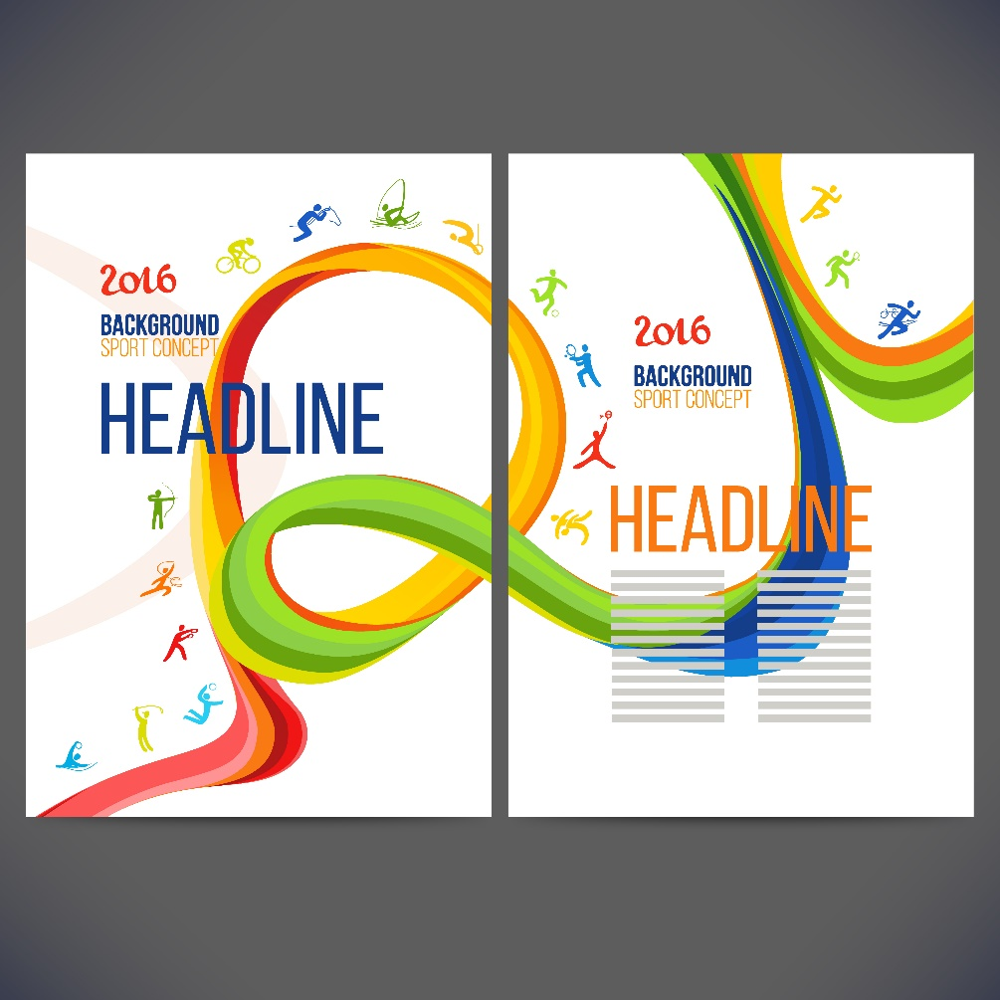 2016
BACKGROUND
SPORT CONCEPT
HEADLINE
2016
BACKGROUND
SPORT CONCEPT
HEADLINE